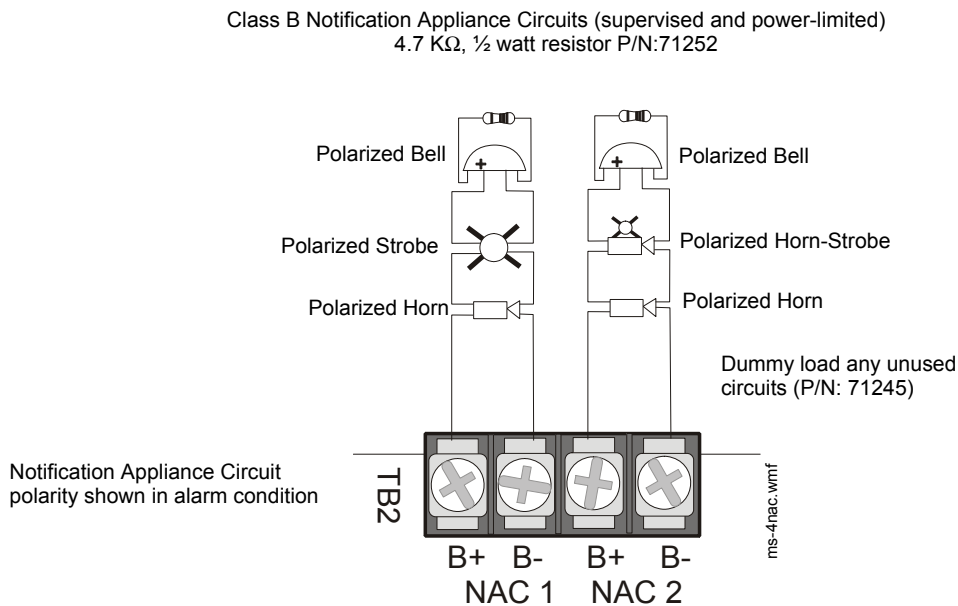 Class B Notification Appliance Circuits (supervised and power-limited)
4.7 KΩ, ½ watt resistor P/N:71252
Polarized Bell
+
+
Polarized Bell
Polarized Strobe
Polarized Horn-Strobe
Polarized Horn
Polarized Horn
Dummy load any unused
circuits (P/N: 71245)
Notification Appliance Circuit
polarity shown in alarm condition
TB2
ms-4nac.wmf
B+ B- B+ B-
NAC 1 NAC 2